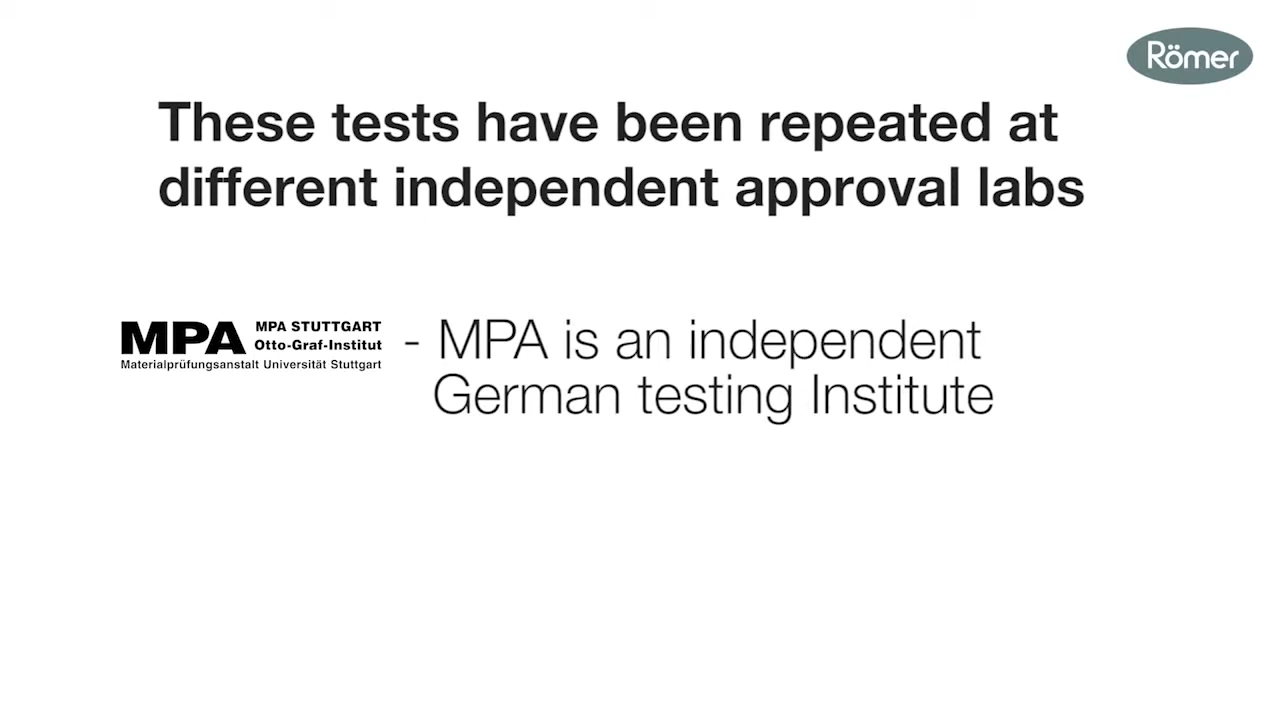 Römer
These tests have been repeated at
different independent approval labs
MPA MPA STUTTGART
Otto-Graf-Institut
Materialprüfungsanstalt Universität Stuttgart
- MPA is an independent
German testing Institute